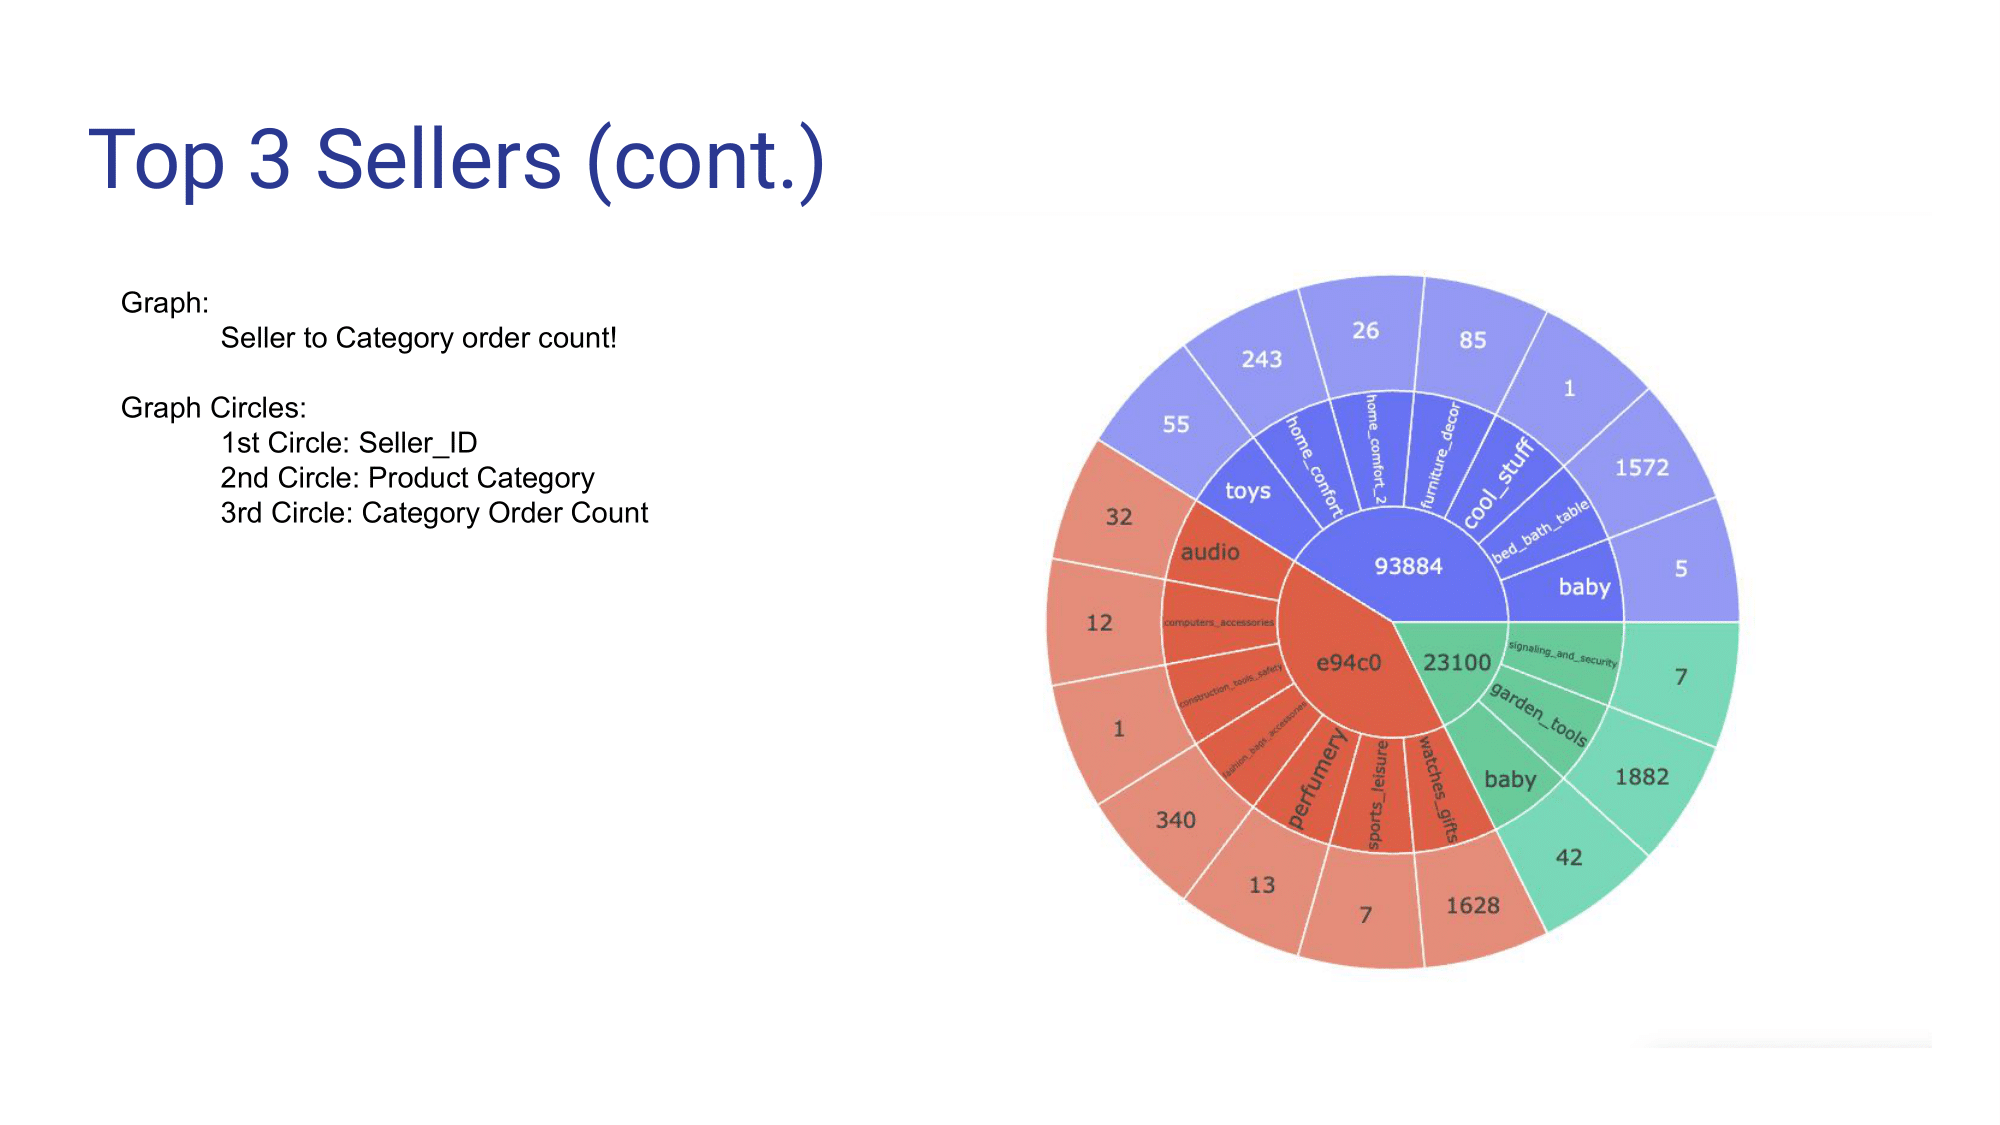 Top 3 Sellers (cont.)
Graph:
Seller to Category order count!
Graph Circles:
1st Circle: Seller_ID
2nd Circle: Product Category
3rd Circle: Category Order Count
93884
baby
5
bed_bath_table
1572
cool_stuff
1
furniture_decor
85
home_comfort_2
26
home_confort
243
toys
55
e94c0
audio
32
computers_accessories
12
construction_tools_safety
1
fashion_bags_accessories
340
perfumery
13
sports_leisure
7
watches_gifts
1628
23100
signaling_and_security
7
garden_tools
1882
baby
42